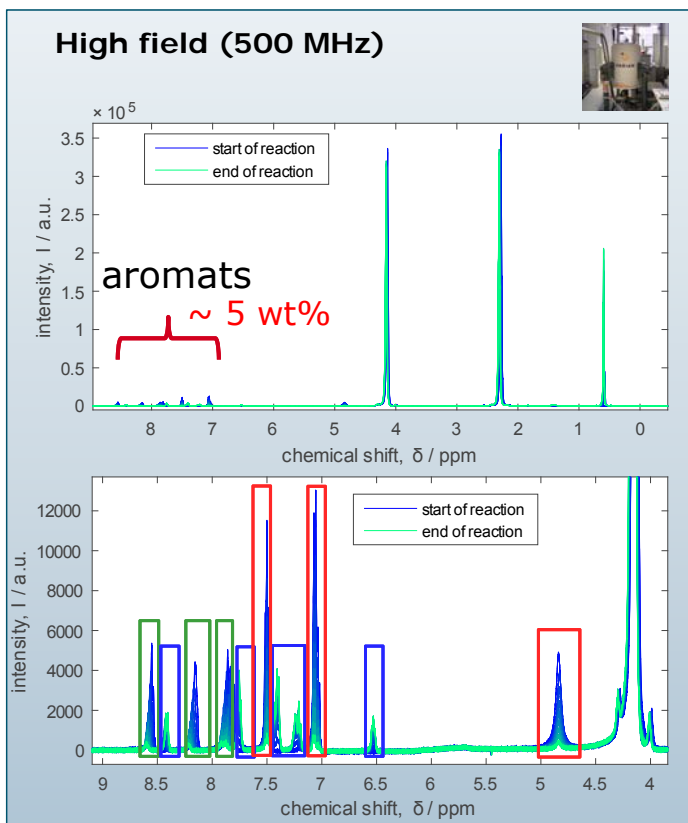 High field (500 MHz)
× 10^5
start of reaction
end of reaction
3.5
3
2.5
2
1.5
1
0.5
0
intensity, I / a.u.
aromats
~ 5 wt%
8 7 6 5 4 3 2 1 0
chemical shift, δ / ppm
start of reaction
end of reaction
12000
10000
8000
6000
4000
2000
0
intensity, I / a.u.
9 8.5 8 7.5 7 6.5 6 5.5 5 4.5 4
chemical shift, δ / ppm